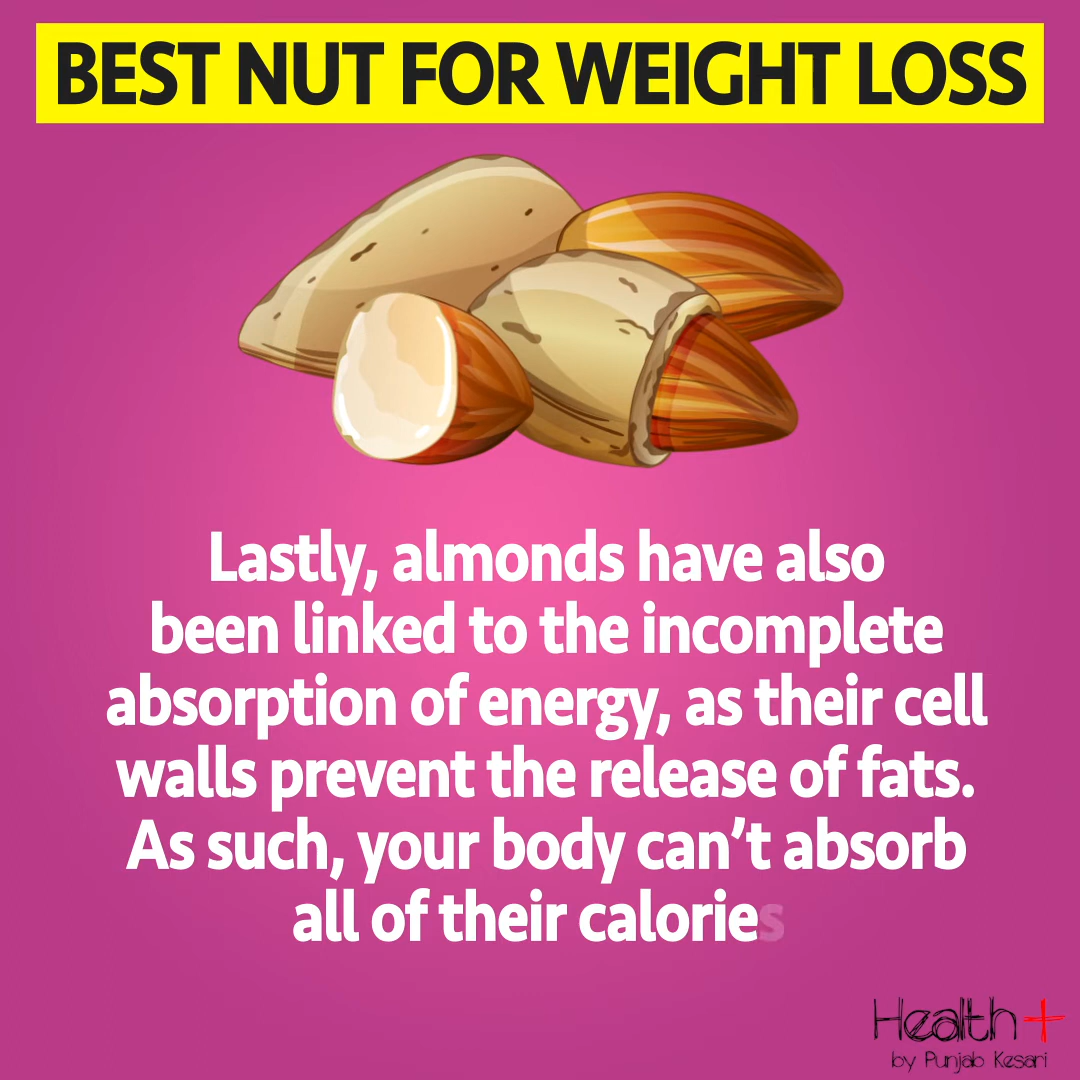 BEST NUT FOR WEIGHT LOSS
Lastly, almonds have also
been linked to the incomplete
absorption of energy, as their cell
walls prevent the release of fats.
As such, your body can’t absorb
all of their calories
Health+
by Punjab Kesari